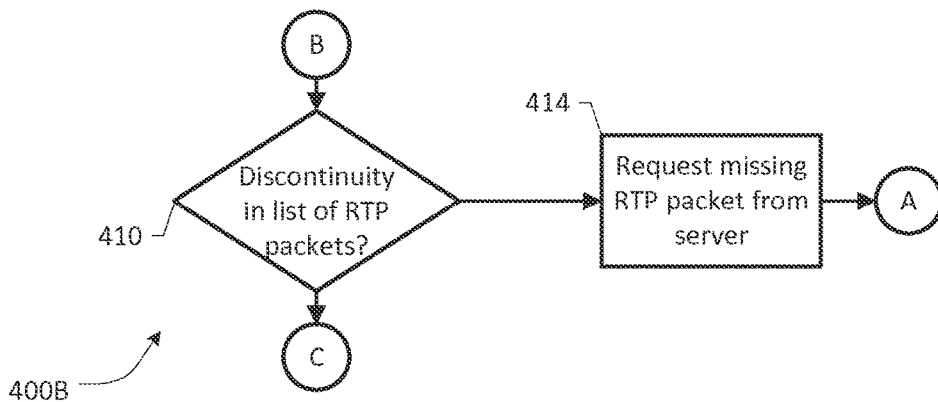 B
414
Discontinuity
in list of RTP
packets?
Request missing
RTP packet from
server
A
410
C
400B